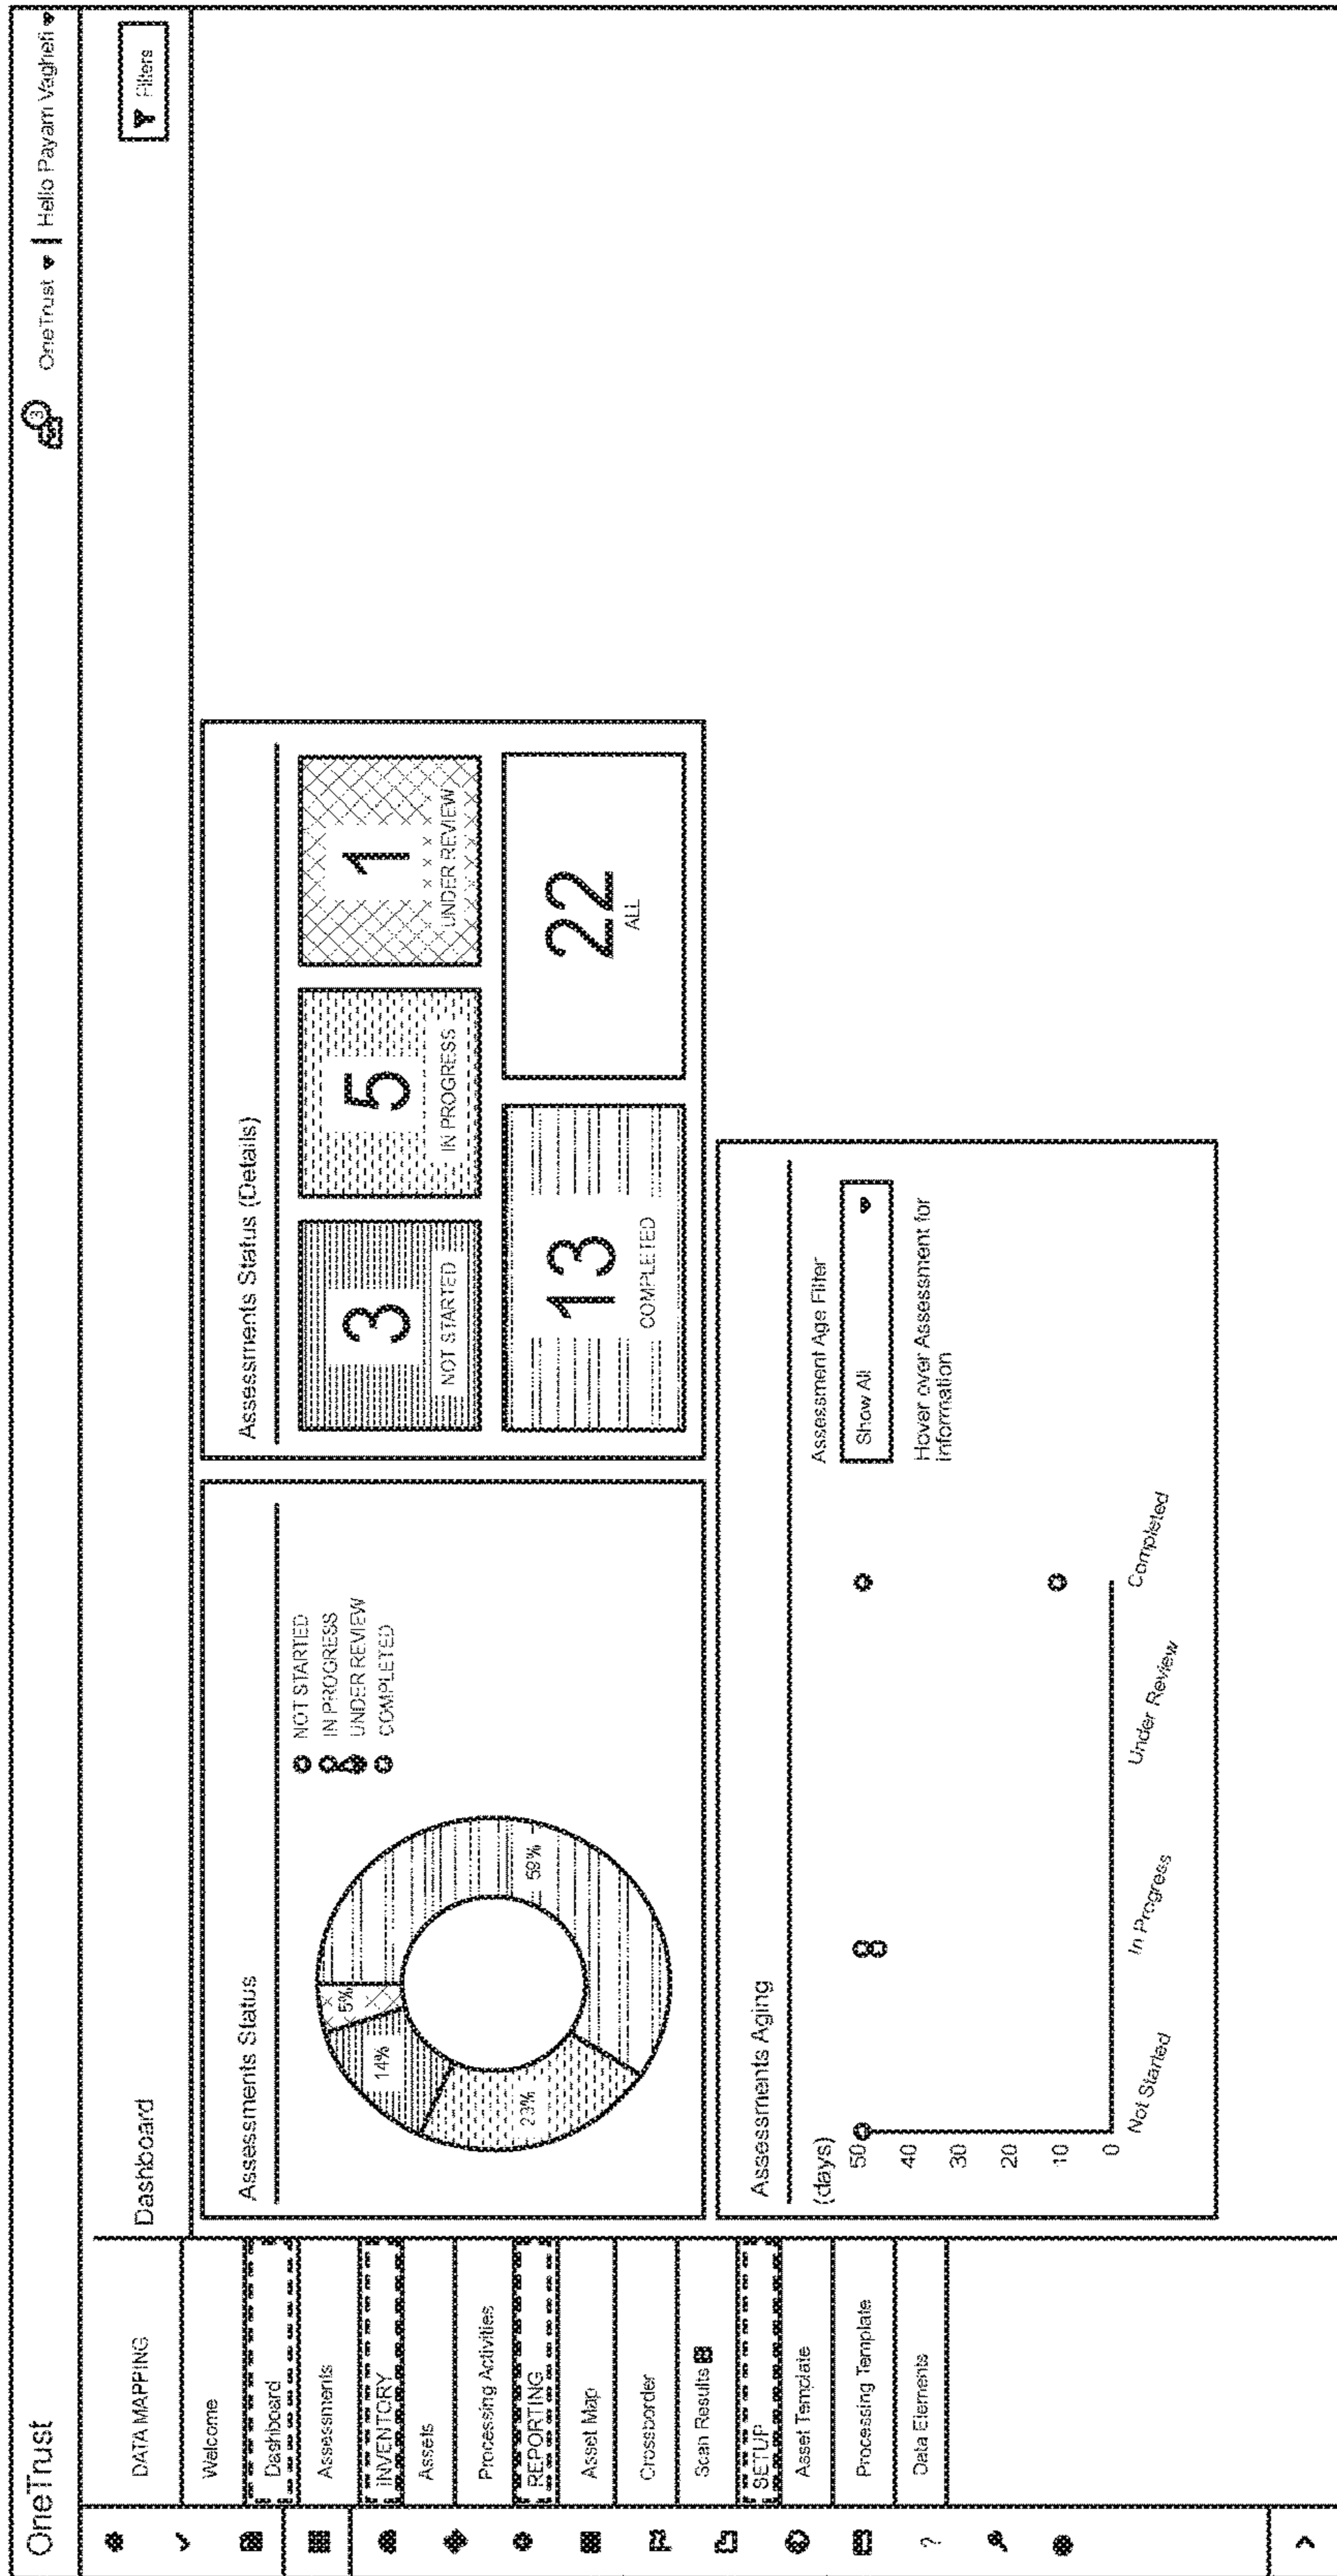 OneTrust
3
OneTrust | Hello Payam Vaghefi
DATA MAPPING
Welcome
Dashboard
Assessments
INVENTORY
Assets
Processing Activities
REPORTING
Asset Map
Crossborder
Scan Results
SETUP
Asset Template
Processing Template
Data Elements
?
Dashboard
Filters
Assessments Status
NOT STARTED
IN PROGRESS
UNDER REVIEW
COMPLETED
5%
14%
23%
59%
Assessments Status (Details)
3
NOT STARTED
5
IN PROGRESS
1
UNDER REVIEW
13
COMPLETED
22
ALL
Assessments Aging
(days)
50
40
30
20
10
0
Not Started
In Progress
Under Review
Completed
Assessment Age Filter
Show All
Hover over Assessment for
information